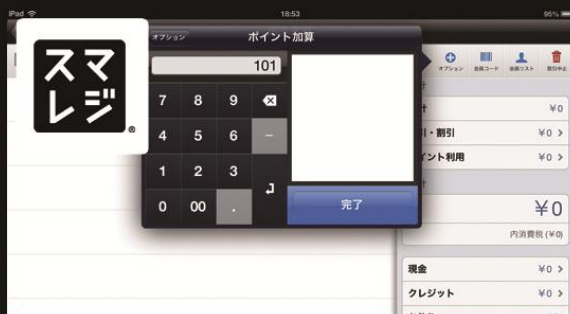 iPad 18:53 95%
スマ
レジ
®
オプション ポイント加算
101
7 8 9
4 5 6 −
1 2 3
0 00 .
完了
オプション 会員コード 会員リスト 取引中止
¥0
・割引 ¥0 >
イント利用 ¥0 >
¥0
内消費税 (¥0)
現金 ¥0 >
クレジット ¥0 >